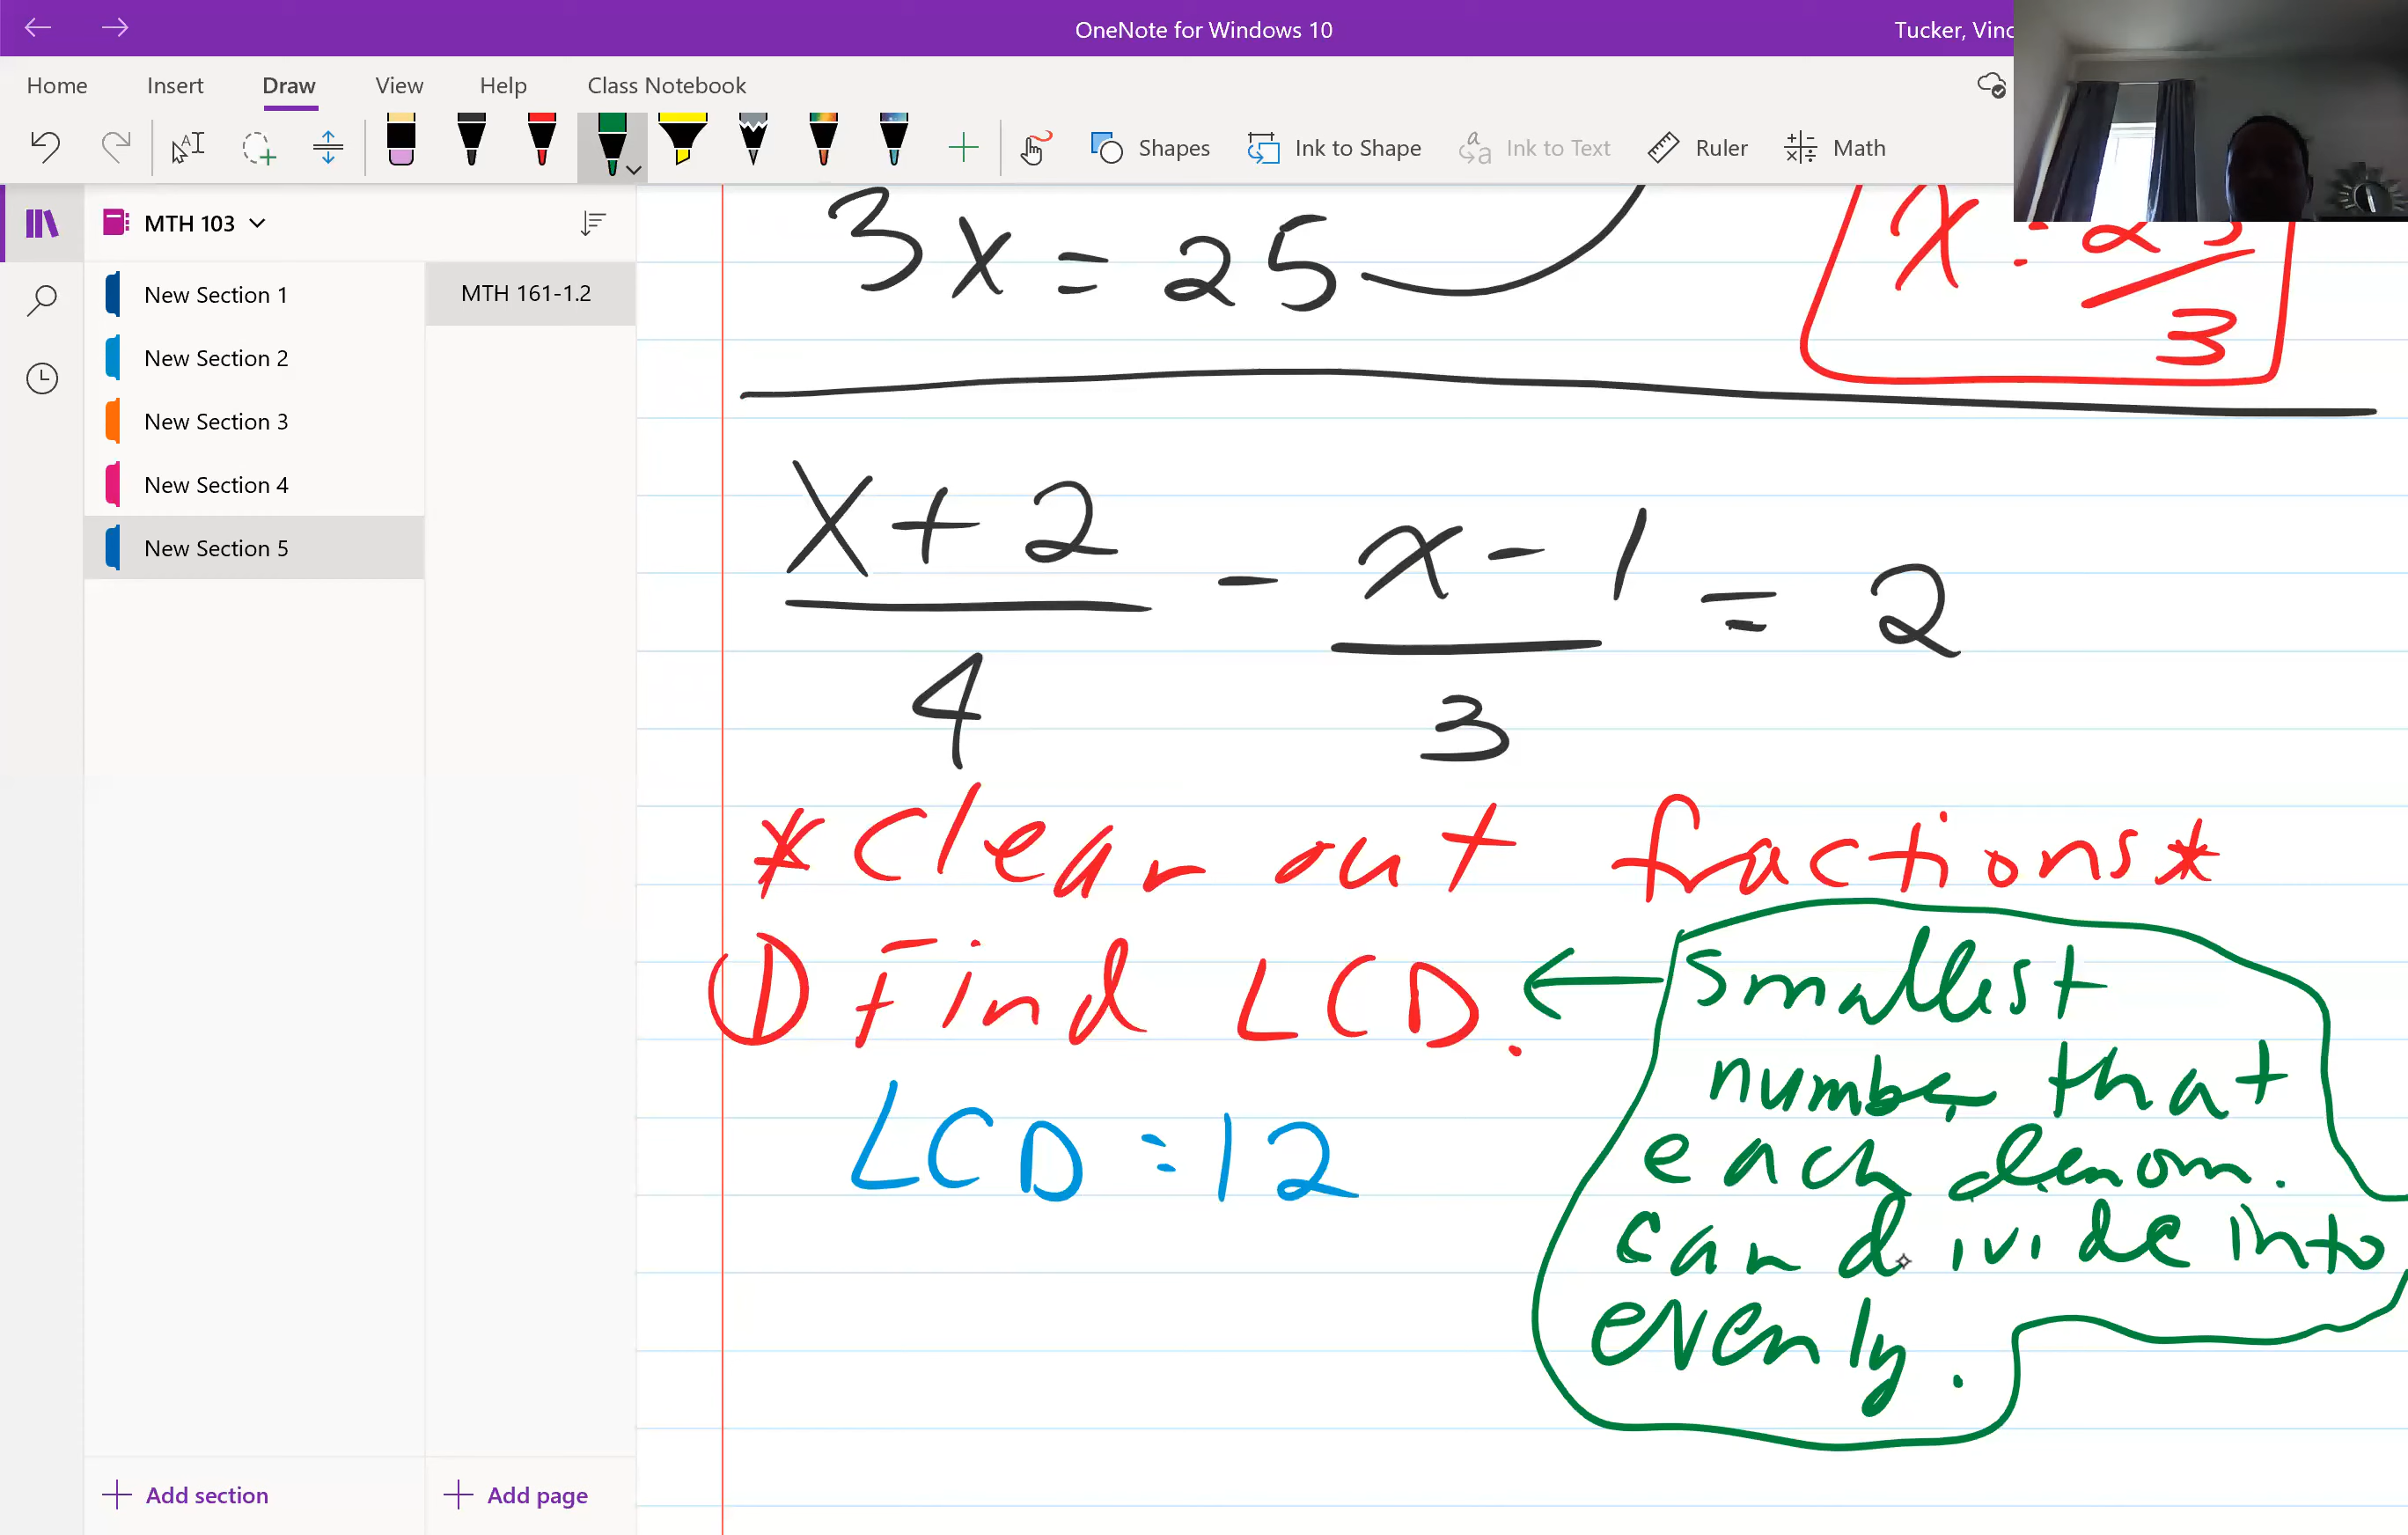 OneNote for Windows 10
Tucker, Vinc
Home Insert Draw View Help Class Notebook
Shapes Ink to Shape Ink to Text Ruler Math
MTH 103
New Section 1
New Section 2
New Section 3
New Section 4
New Section 5
MTH 161-1.2
Add section
Add page
3x = 25
x = 25/3
(x+2)/4 - (x-1)/3 = 2
*Clear out fractions*
① Find LCD.
← smallest
number that
each denom.
can divide into
evenly.
LCD = 12